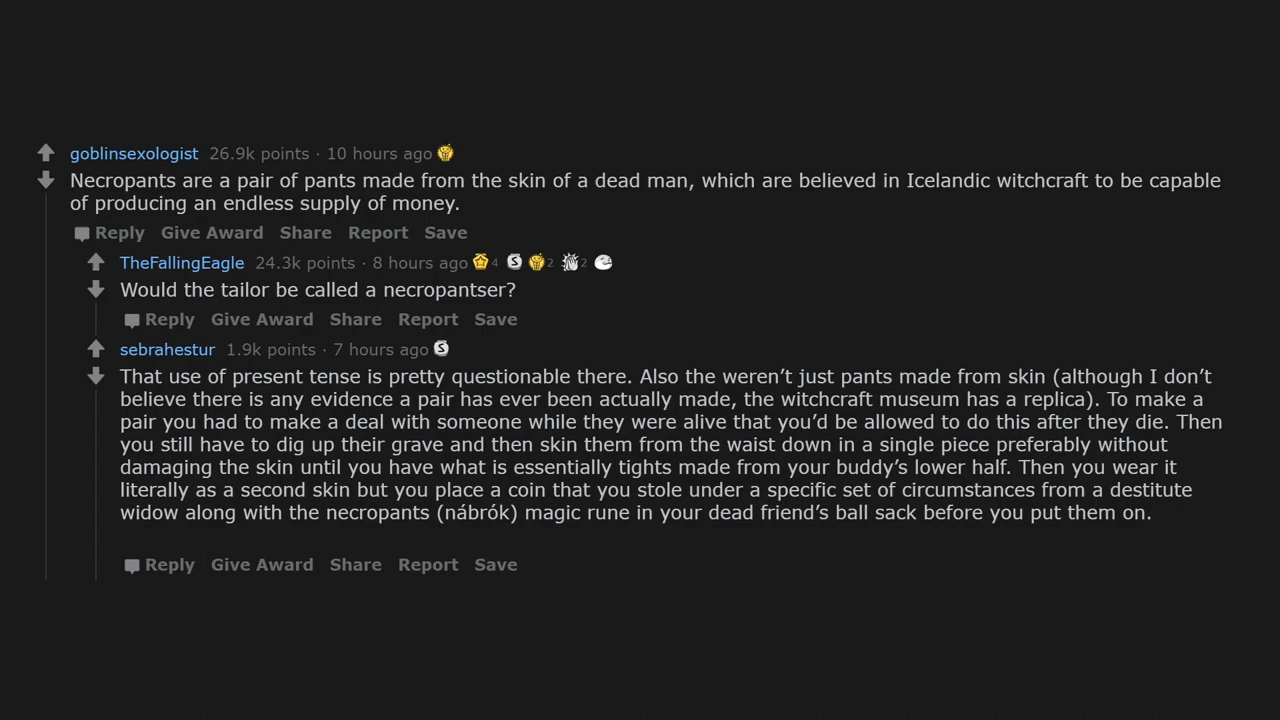 goblinsexologist 26.9k points · 10 hours ago
Necropants are a pair of pants made from the skin of a dead man, which are believed in Icelandic witchcraft to be capable
of producing an endless supply of money.
Reply Give Award Share Report Save
TheFallingEagle 24.3k points · 8 hours ago 4 S 2 2
Would the tailor be called a necropantser?
Reply Give Award Share Report Save
sebrahestur 1.9k points · 7 hours ago S
That use of present tense is pretty questionable there. Also the weren’t just pants made from skin (although I don’t
believe there is any evidence a pair has ever been actually made, the witchcraft museum has a replica). To make a
pair you had to make a deal with someone while they were alive that you’d be allowed to do this after they die. Then
you still have to dig up their grave and then skin them from the waist down in a single piece preferably without
damaging the skin until you have what is essentially tights made from your buddy’s lower half. Then you wear it
literally as a second skin but you place a coin that you stole under a specific set of circumstances from a destitute
widow along with the necropants (nábrók) magic rune in your dead friend’s ball sack before you put them on.
Reply Give Award Share Report Save